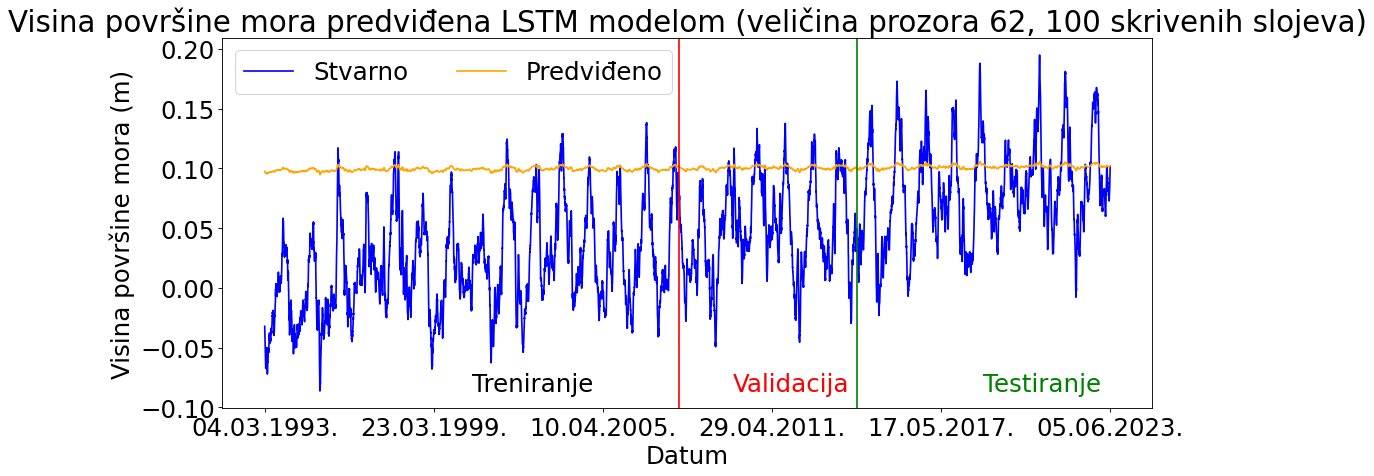 Visina površine mora predviđena LSTM modelom (veličina prozora 62, 100 skrivenih slojeva)
Stvarno Predviđeno
Visina površine mora (m)
0.20
0.15
0.10
0.05
0.00
−0.05
−0.10
Treniranje Validacija Testiranje
04.03.1993. 23.03.1999. 10.04.2005. 29.04.2011. 17.05.2017. 05.06.2023.
Datum